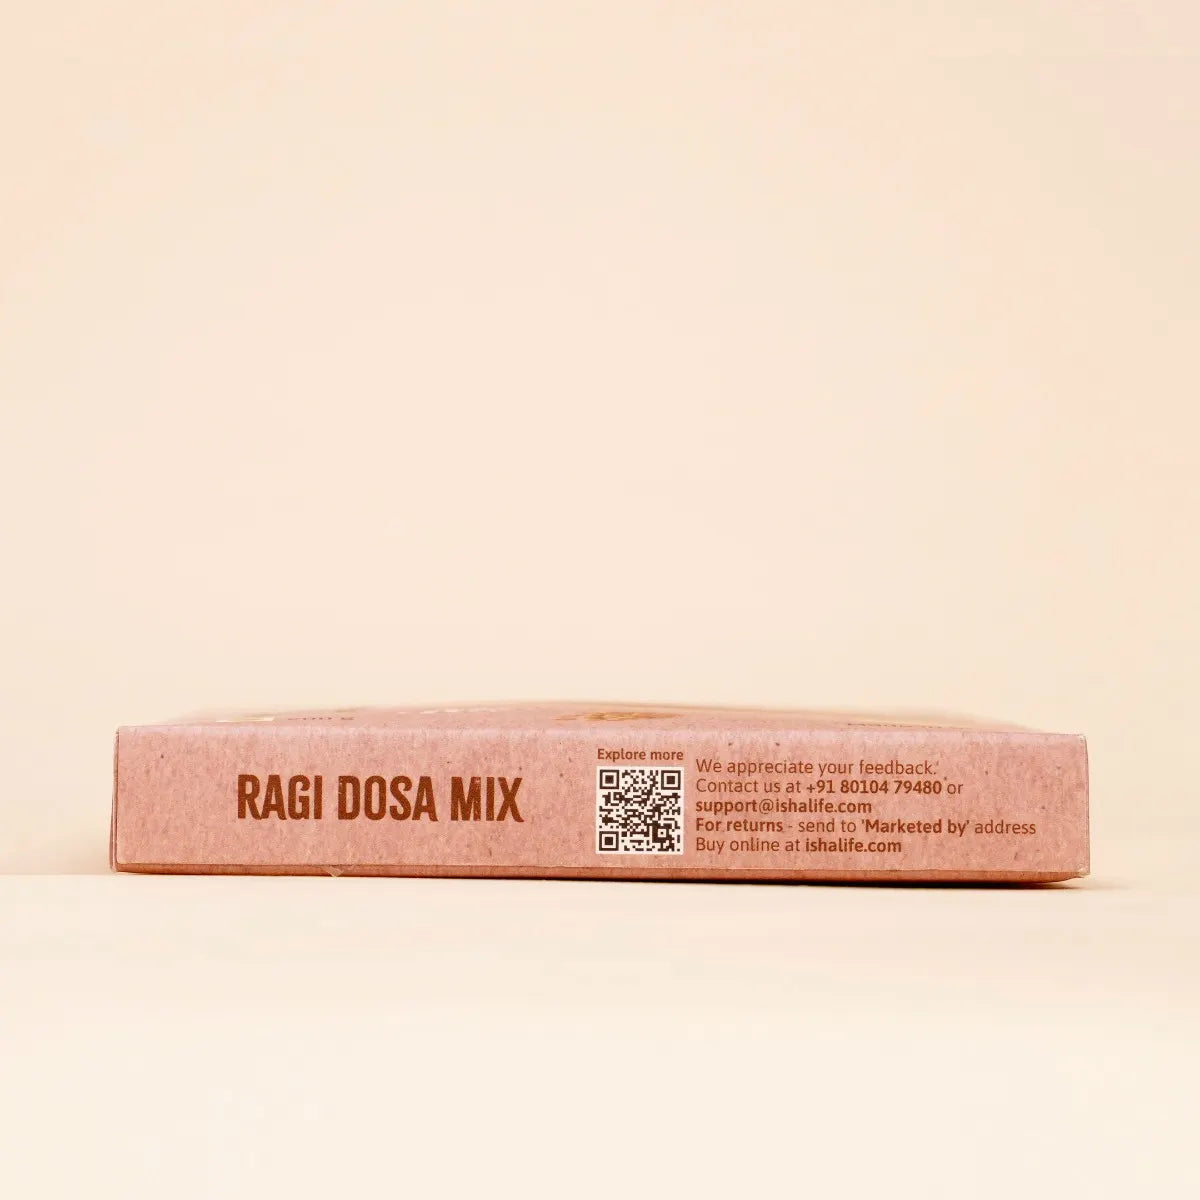 RAGI DOSA MIX
Explore more
We appreciate your feedback.
Contact us at +91 80104 79480 or
support@ishalife.com
For returns - send to 'Marketed by' address
Buy online at ishalife.com